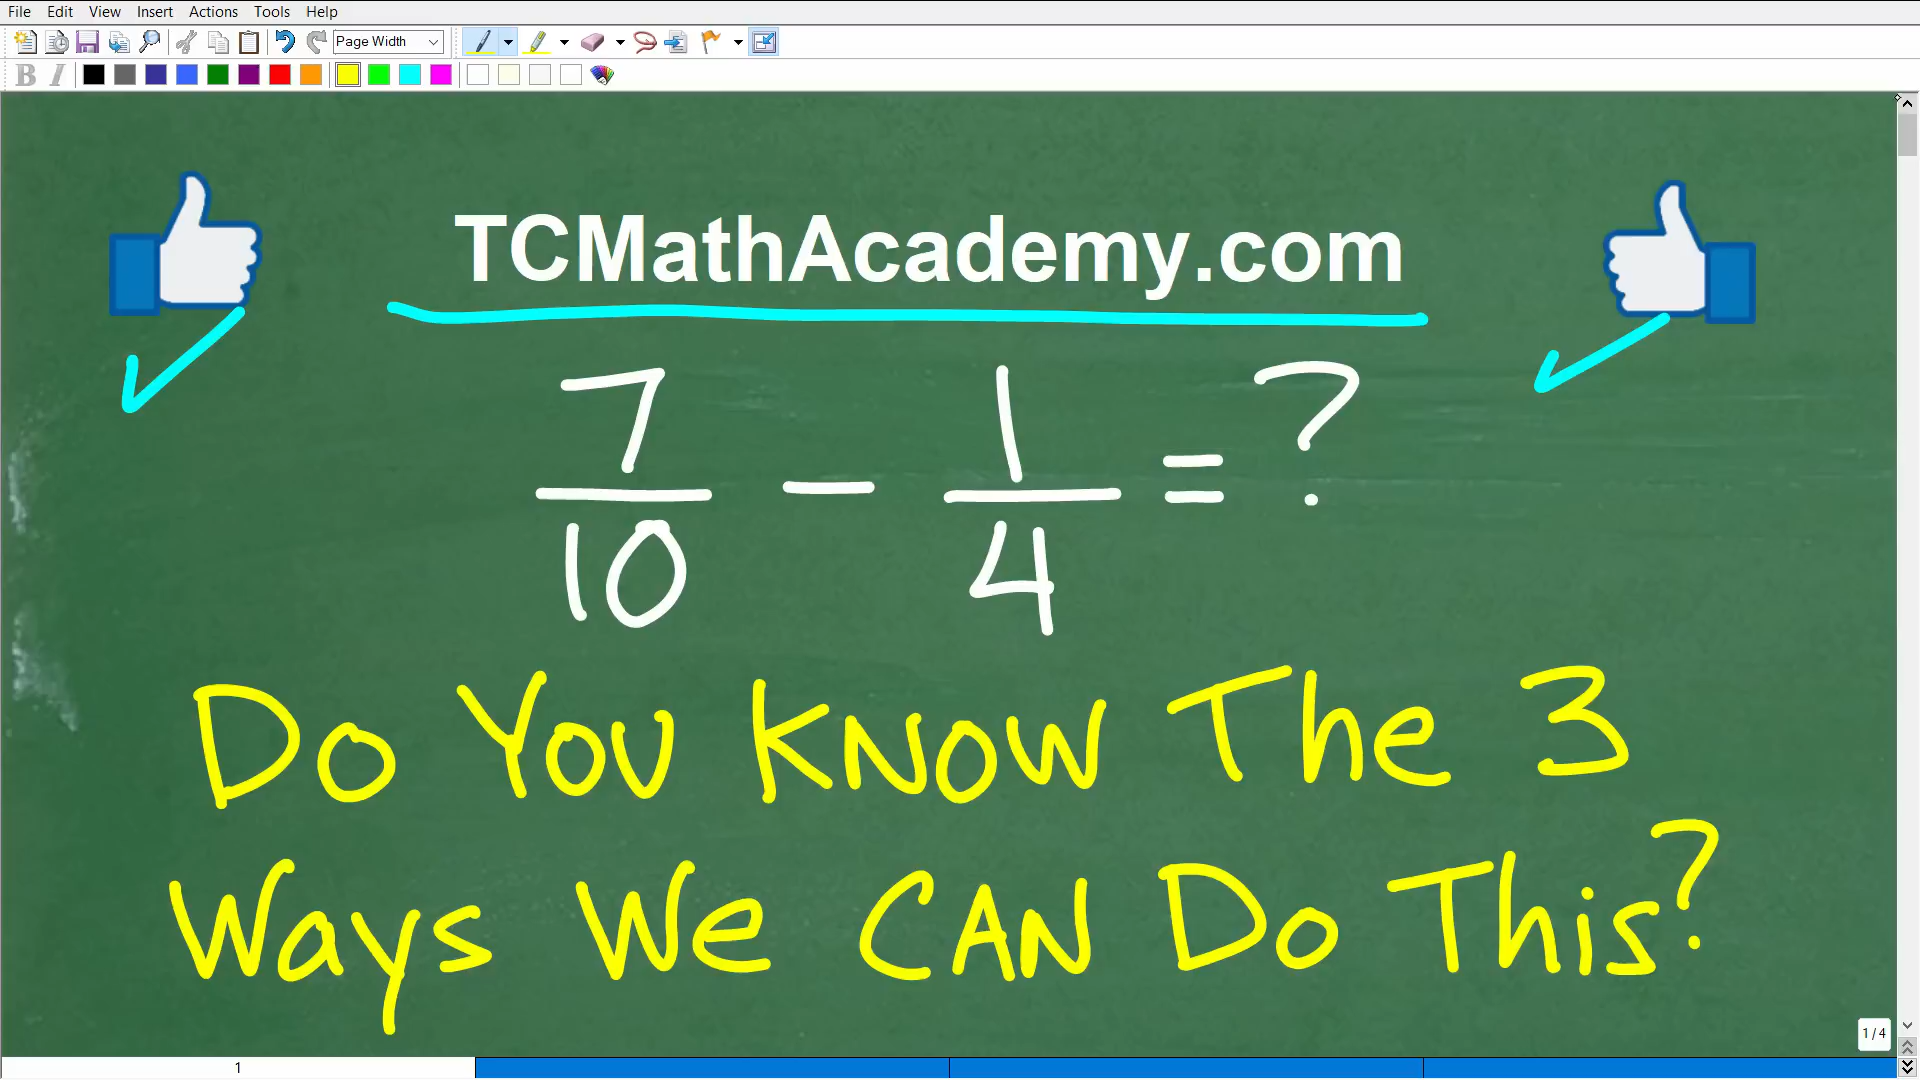 File Edit View Insert Actions Tools Help
Page Width
B I
TCMathAcademy.com
7/10 - 1/4 = ?
Do You Know The 3
Ways We CAN Do This?
1 / 4
1